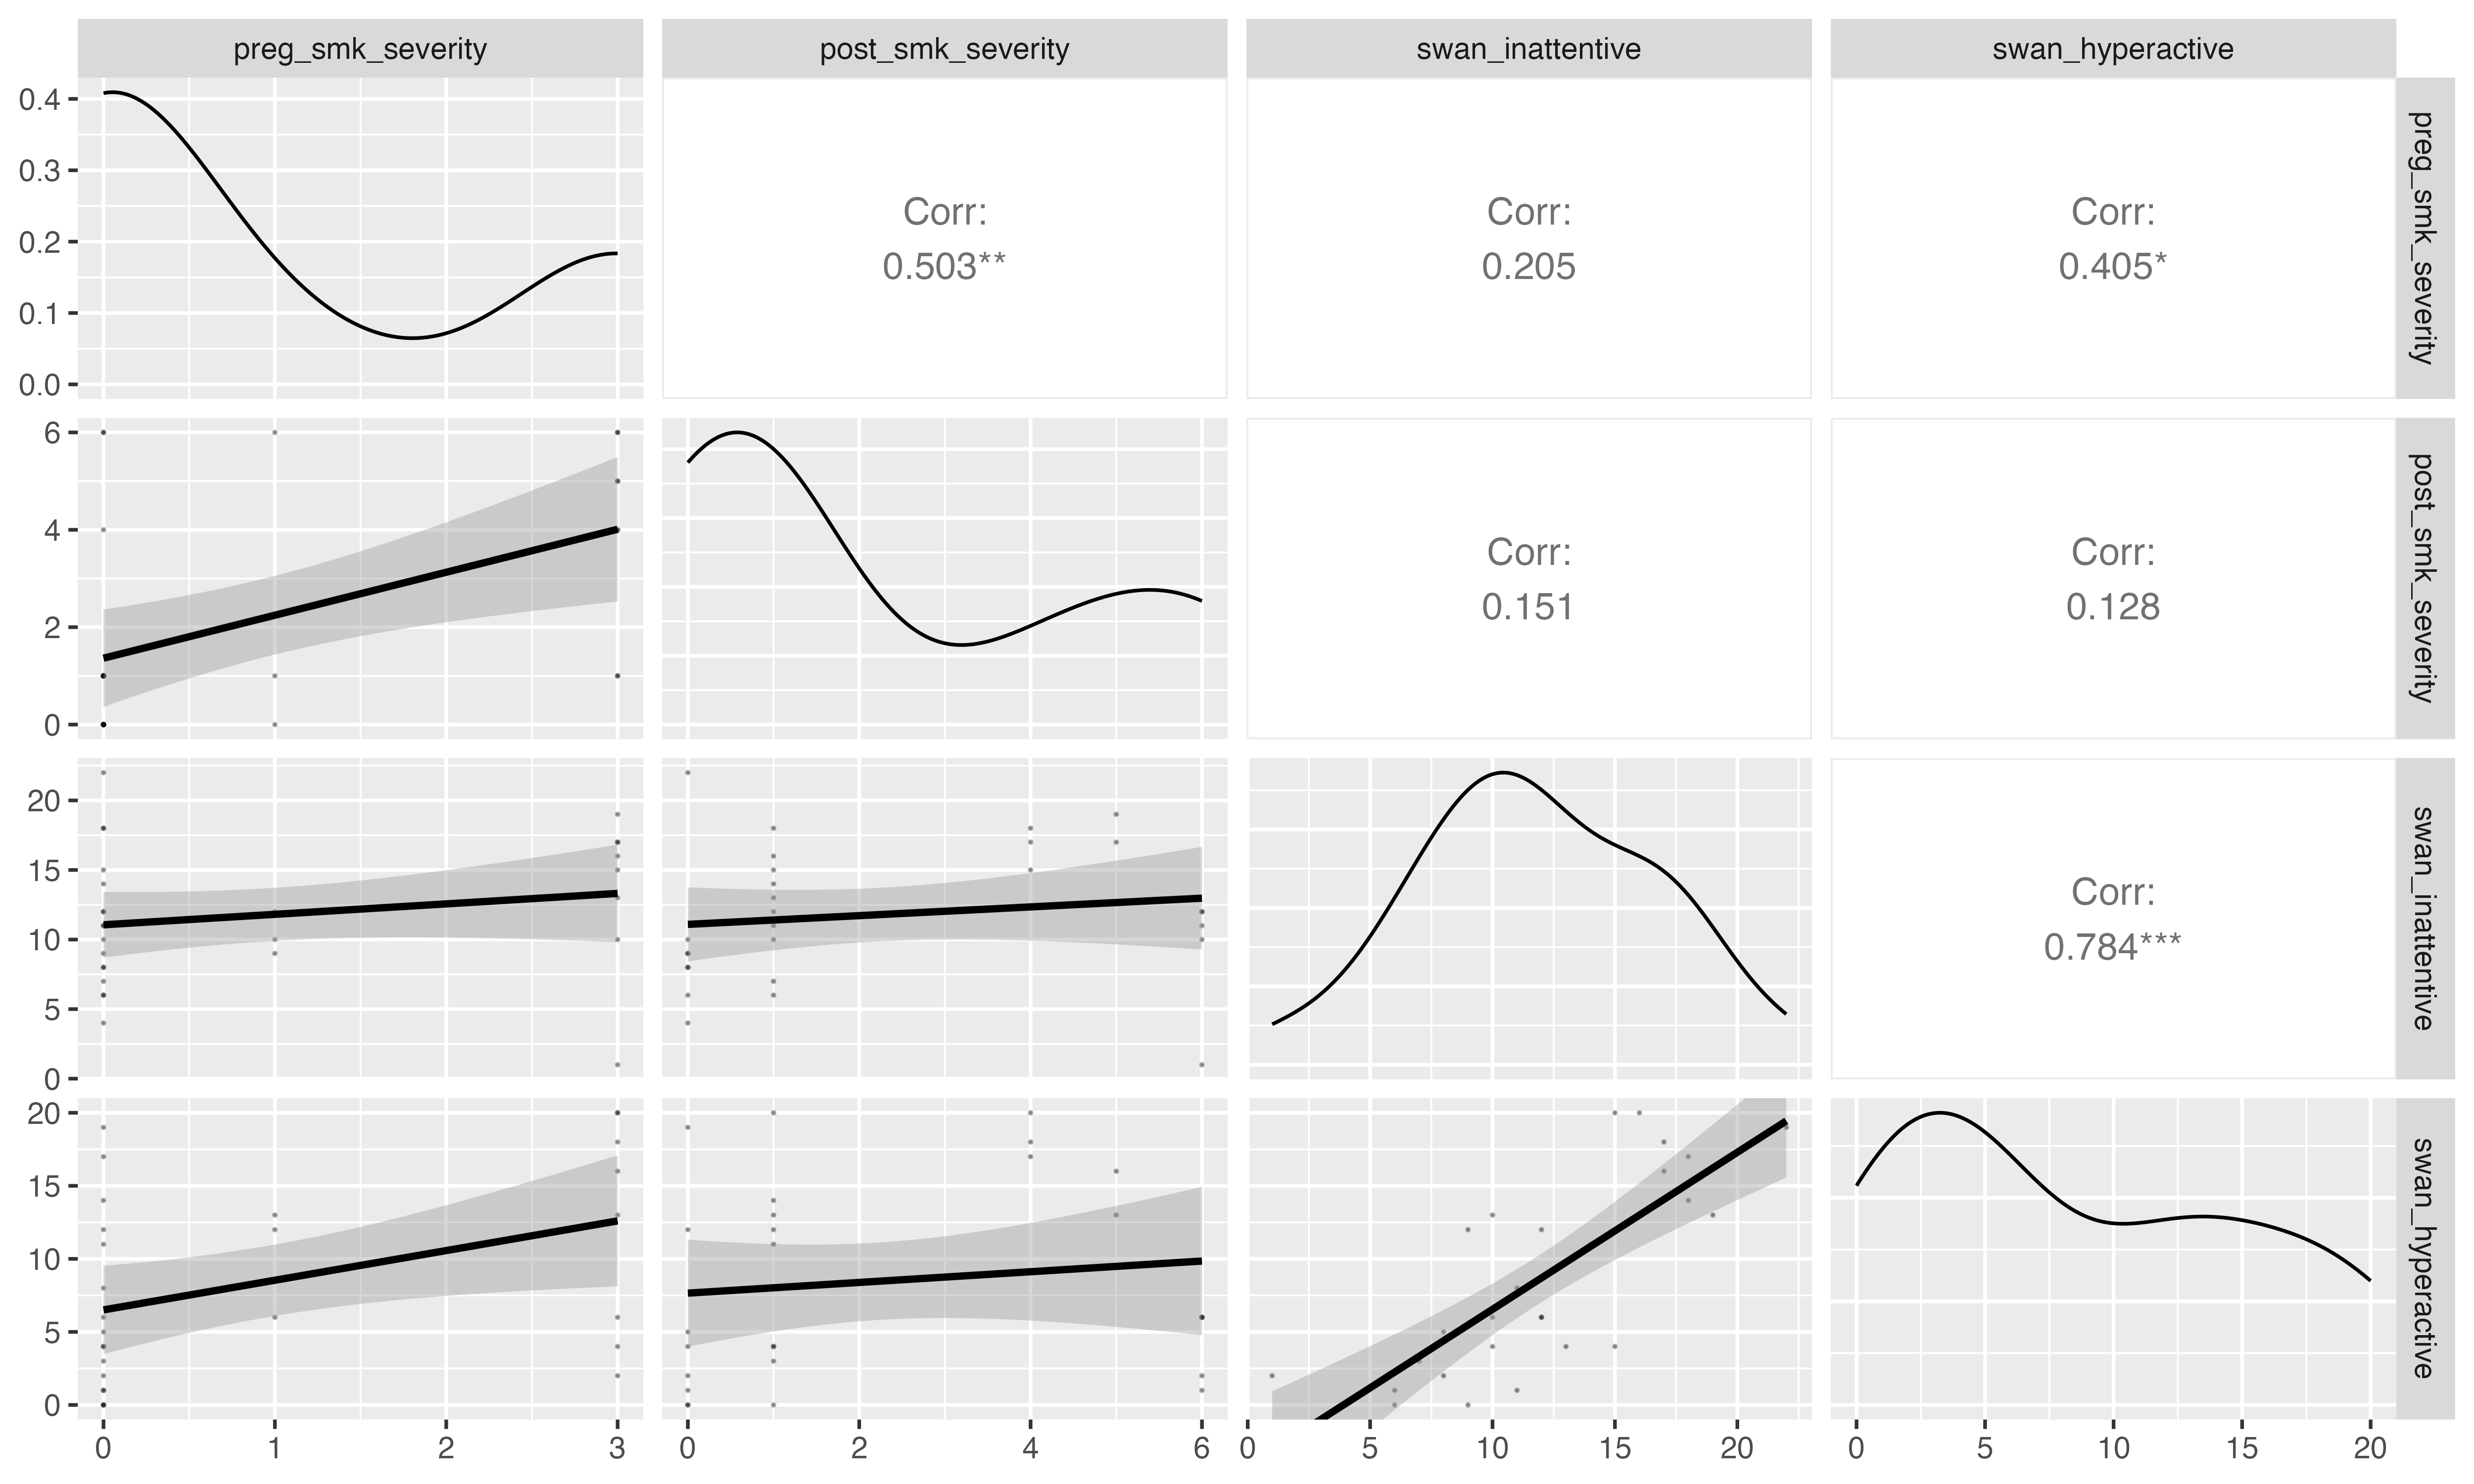 preg_smk_severity
post_smk_severity
swan_inattentive
swan_hyperactive
0.4
0.3
0.2
0.1
0.0
Corr:
0.503**
Corr:
0.205
Corr:
0.405*
preg_smk_severity
6
4
2
0
Corr:
0.151
Corr:
0.128
post_smk_severity
20
15
10
5
0
Corr:
0.784***
swan_inattentive
20
15
10
5
0
swan_hyperactive
0 1 2 3
0 2 4 6
0 5 10 15 20
0 5 10 15 20